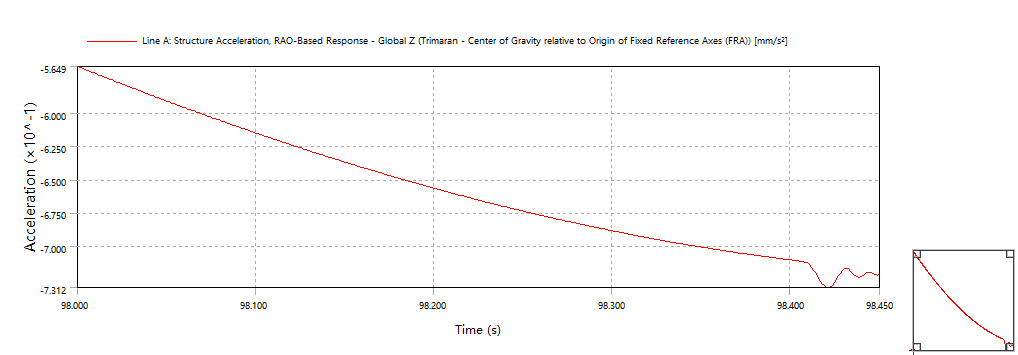 Line A: Structure Acceleration, RAO-Based Response - Global Z (Trimaran - Center of Gravity relative to Origin of Fixed Reference Axes (FRA)) [mm/s²]
Acceleration (×10^-1)
-5.649
-6.000
-6.250
-6.500
-6.750
-7.000
-7.312
98.000 98.100 98.200 98.300 98.400 98.450
Time (s)